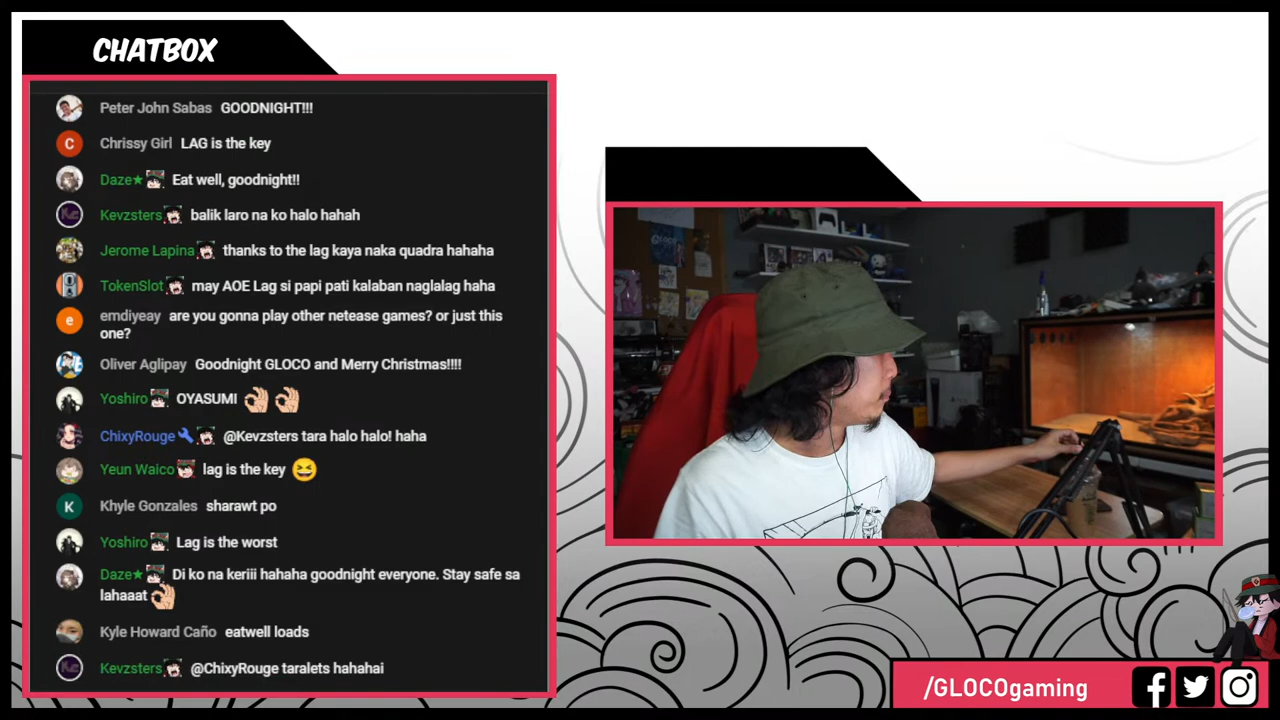 CHATBOX
Peter John Sabas GOODNIGHT!!!
C Chrissy Girl LAG is the key
Daze★ Eat well, goodnight!!
Kevzsters balik laro na ko halo hahah
Jerome Lapina thanks to the lag kaya naka quadra hahaha
TokenSlot may AOE Lag si papi pati kalaban naglalag haha
e emdiyeay are you gonna play other netease games? or just this
one?
Oliver Aglipay Goodnight GLOCO and Merry Christmas!!!!
Yoshiro OYASUMI 👌👌
ChixyRouge @Kevzsters tara halo halo! haha
Yeun Waico lag is the key 😆
K Khyle Gonzales sharawt po
Yoshiro Lag is the worst
Daze★ Di ko na keriii hahaha goodnight everyone. Stay safe sa
lahaaat 👌
Kyle Howard Caño eatwell loads
Kevzsters @ChixyRouge taralets hahahai
/GLOCOgaming